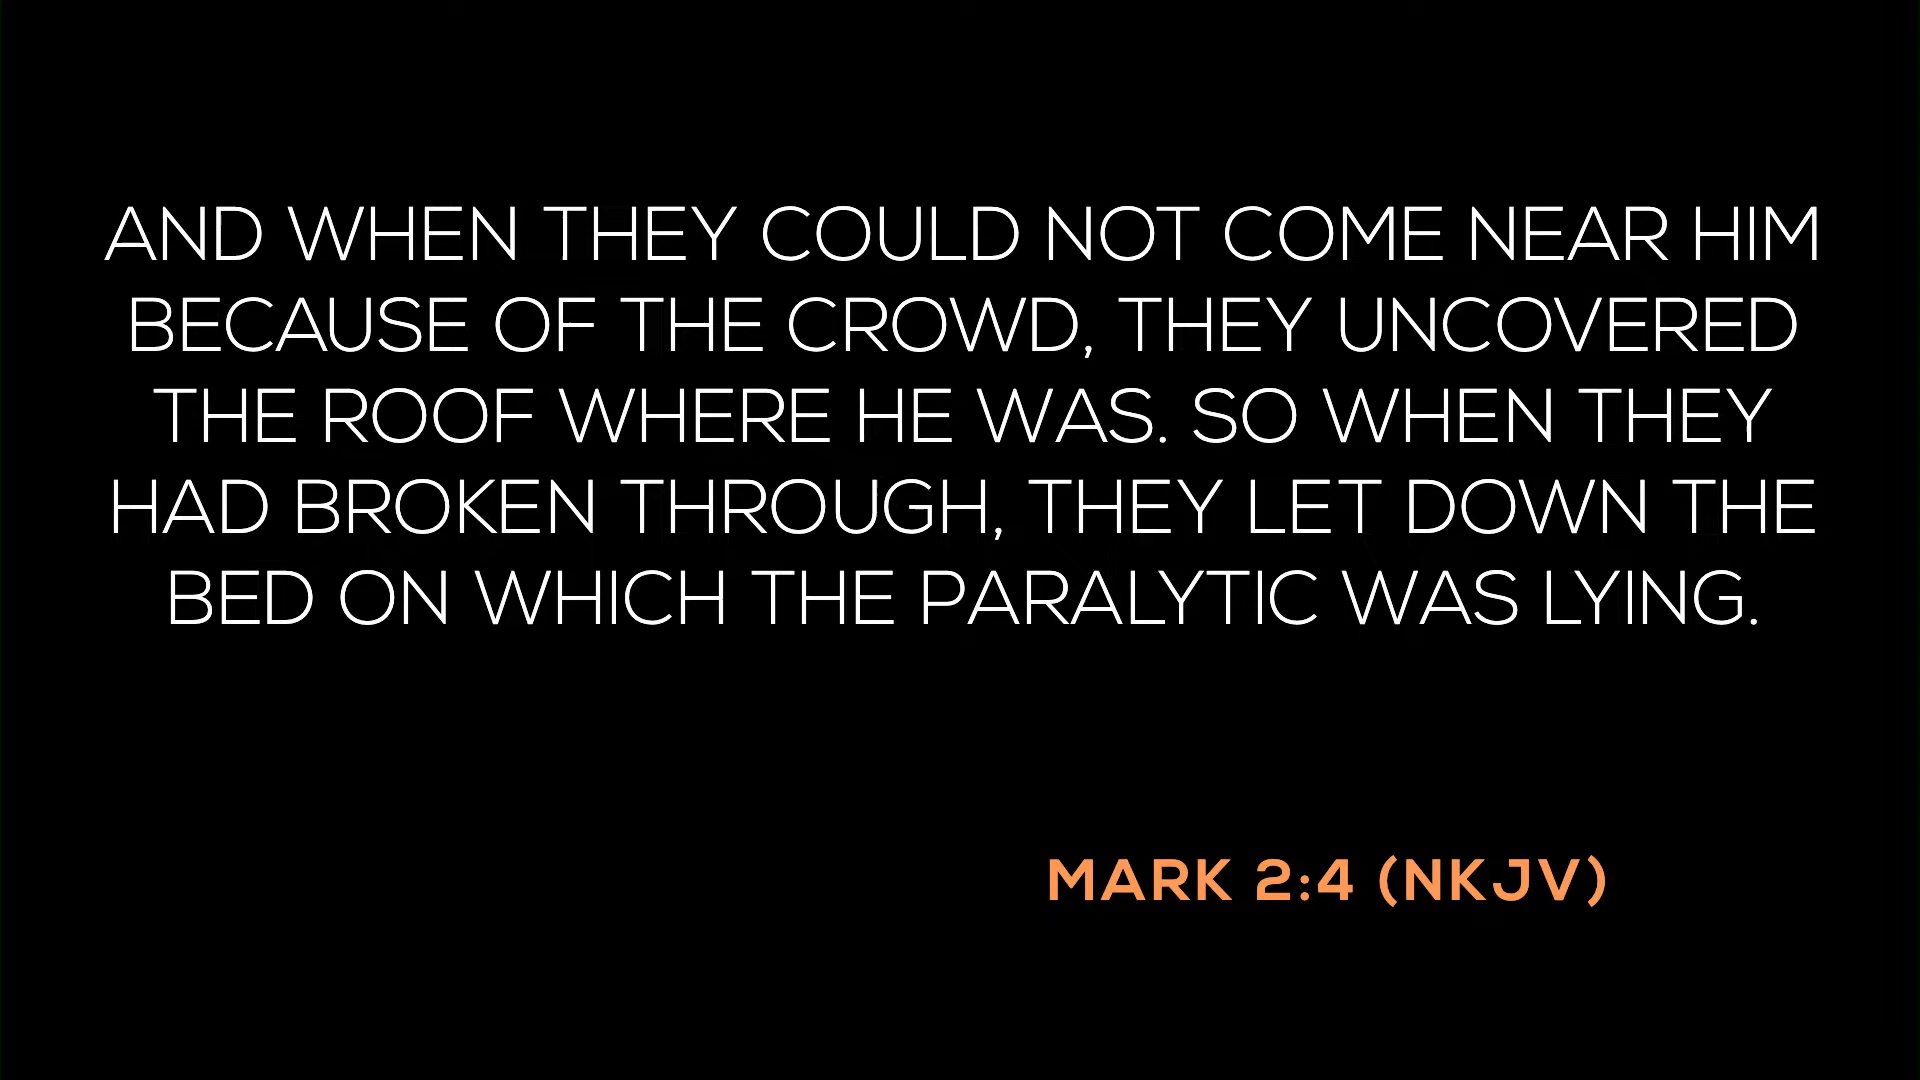 AND WHEN THEY COULD NOT COME NEAR HIM
BECAUSE OF THE CROWD, THEY UNCOVERED
THE ROOF WHERE HE WAS. SO WHEN THEY
HAD BROKEN THROUGH, THEY LET DOWN THE
BED ON WHICH THE PARALYTIC WAS LYING.
MARK 2:4 (NKJV)